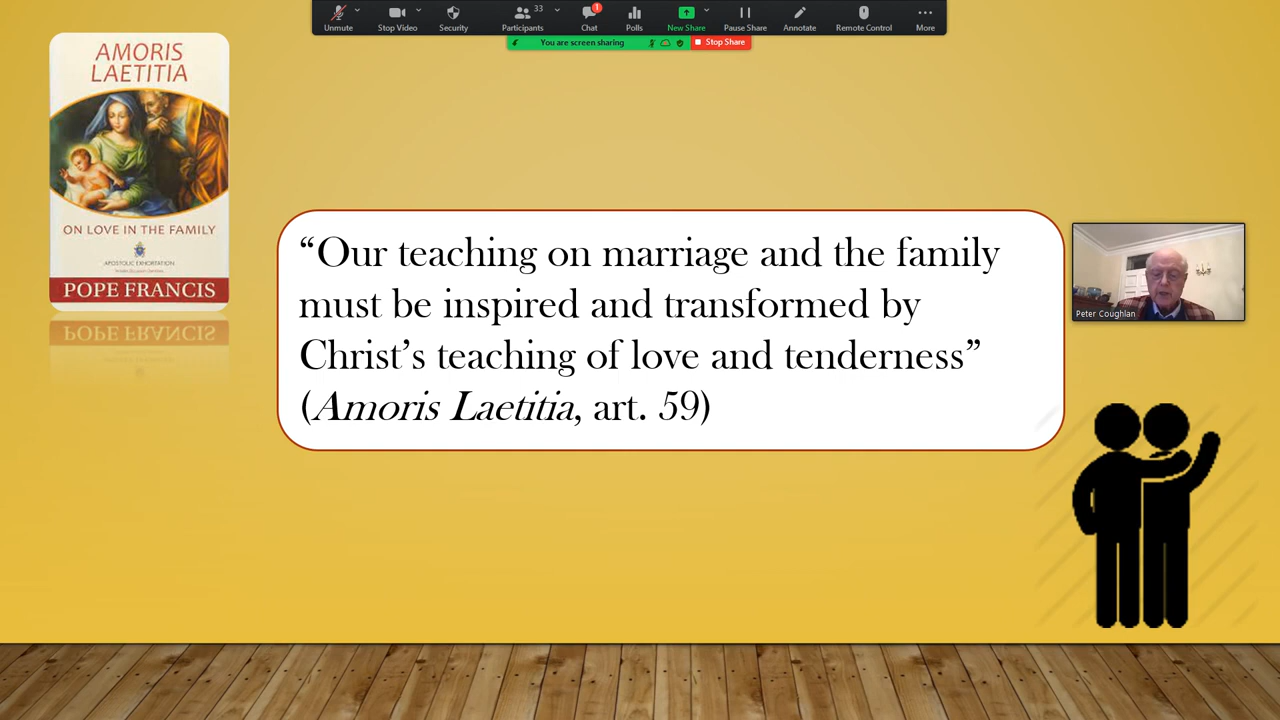 Unmute
Stop Video
Security
33
Participants
1
Chat
Polls
New Share
Pause Share
Annotate
Remote Control
More
You are screen sharing
Stop Share
AMORIS
LAETITIA
ON LOVE IN THE FAMILY
APOSTOLIC EXHORTATION
POPE FRANCIS
“Our teaching on marriage and the family
must be inspired and transformed by
Christ’s teaching of love and tenderness”
(Amoris Laetitia, art. 59)
Peter Coughlan